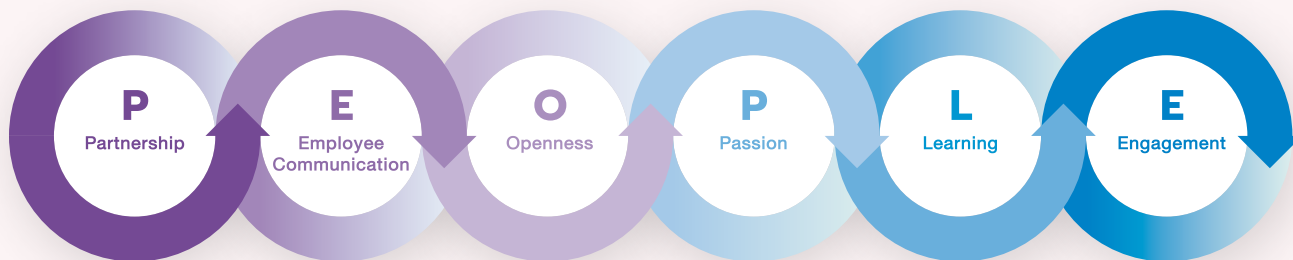 P
Partnership
E
Employee
Communication
O
Openness
P
Passion
L
Learning
E
Engagement